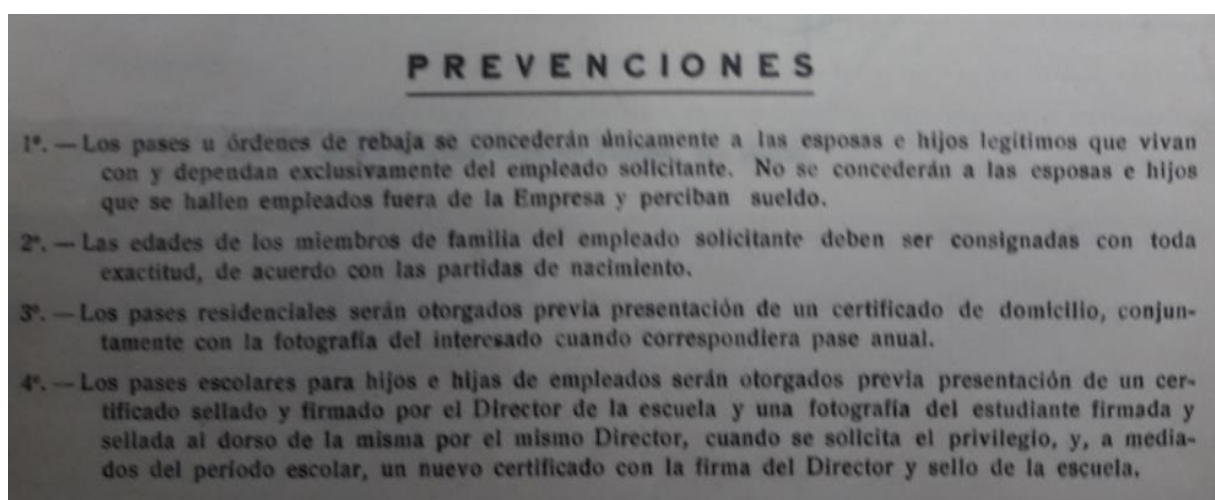 PREVENCIONES
1º. — Los pases u órdenes de rebaja se concederán únicamente a las esposas e hijos legítimos que vivan
con y dependan exclusivamente del empleado solicitante. No se concederán a las esposas e hijos
que se hallen empleados fuera de la Empresa y perciban sueldo.
2º. — Las edades de los miembros de familia del empleado solicitante deben ser consignadas con toda
exactitud, de acuerdo con las partidas de nacimiento.
3º. — Los pases residenciales serán otorgados previa presentación de un certificado de domicilio, conjun-
tamente con la fotografía del interesado cuando correspondiera pase anual.
4º. — Los pases escolares para hijos e hijas de empleados serán otorgados previa presentación de un cer-
tificado sellado y firmado por el Director de la escuela y una fotografía del estudiante firmada y
sellada al dorso de la misma por el mismo Director, cuando se solicita el privilegio, y, a media-
dos del período escolar, un nuevo certificado con la firma del Director y sello de la escuela.